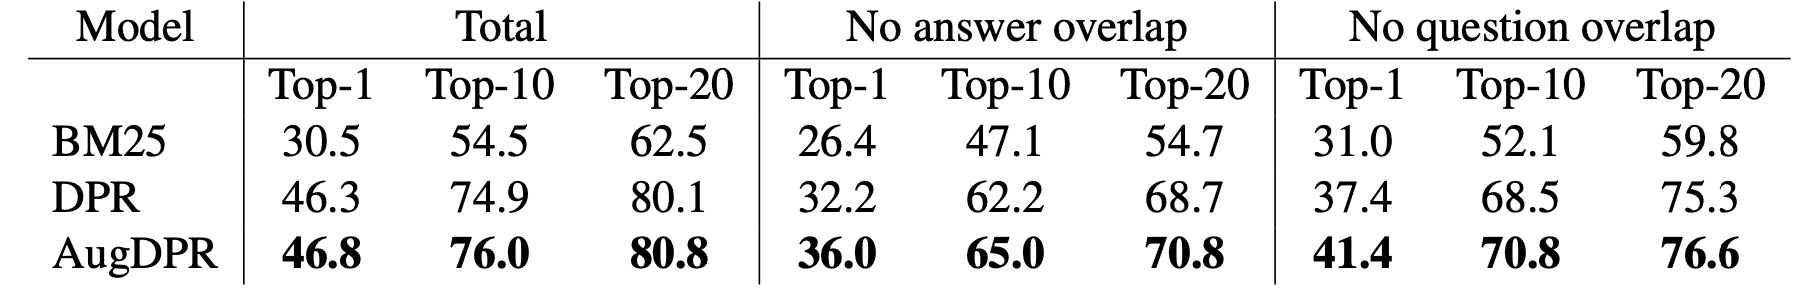 Model Total No answer overlap No question overlap
Top-1 Top-10 Top-20 Top-1 Top-10 Top-20 Top-1 Top-10 Top-20
BM25 30.5 54.5 62.5 26.4 47.1 54.7 31.0 52.1 59.8
DPR 46.3 74.9 80.1 32.2 62.2 68.7 37.4 68.5 75.3
AugDPR 46.8 76.0 80.8 36.0 65.0 70.8 41.4 70.8 76.6